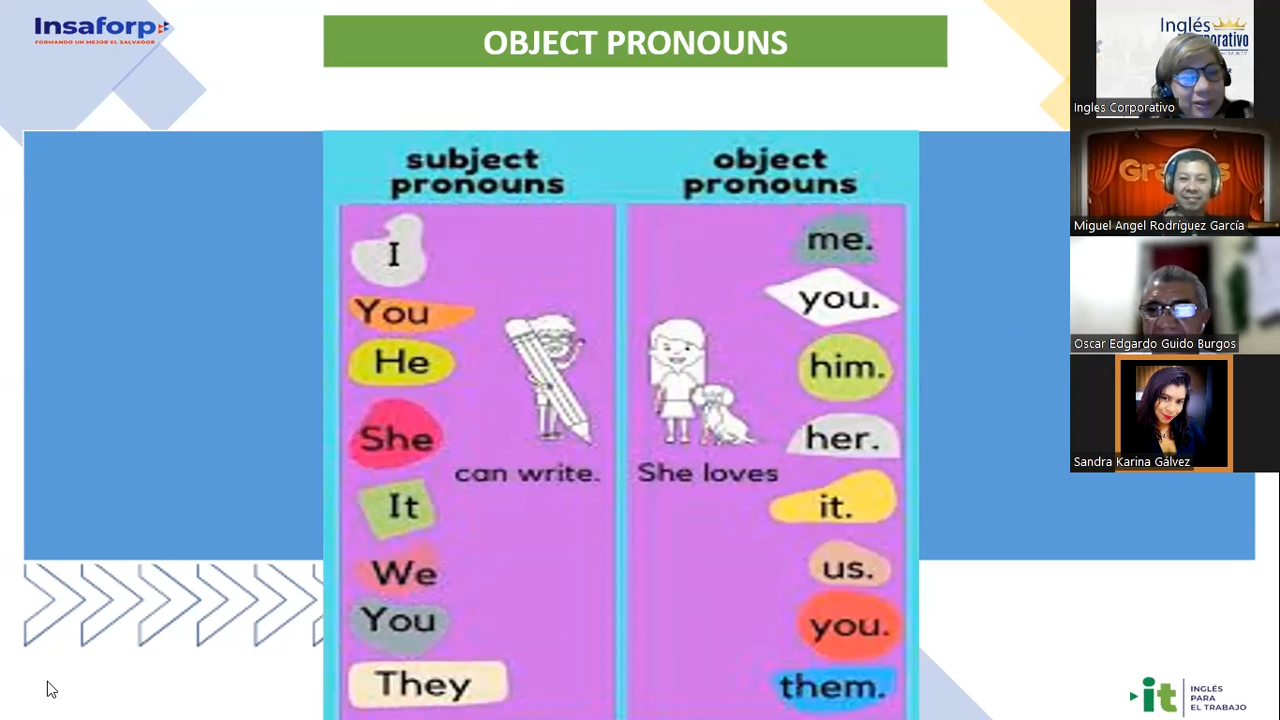 Insaforp
FORMANDO UN MEJOR EL SALVADOR
OBJECT PRONOUNS
subject pronouns
I
You
He
She
It
We
You
They
can write.
object pronouns
me.
you.
him.
her.
it.
us.
you.
them.
She loves
it
INGLÉS
PARA
EL TRABAJO
Inglés
Ingles Corporativo
Miguel Angel Rodríguez García
Oscar Edgardo Guido Burgos
Sandra Karina Gálvez